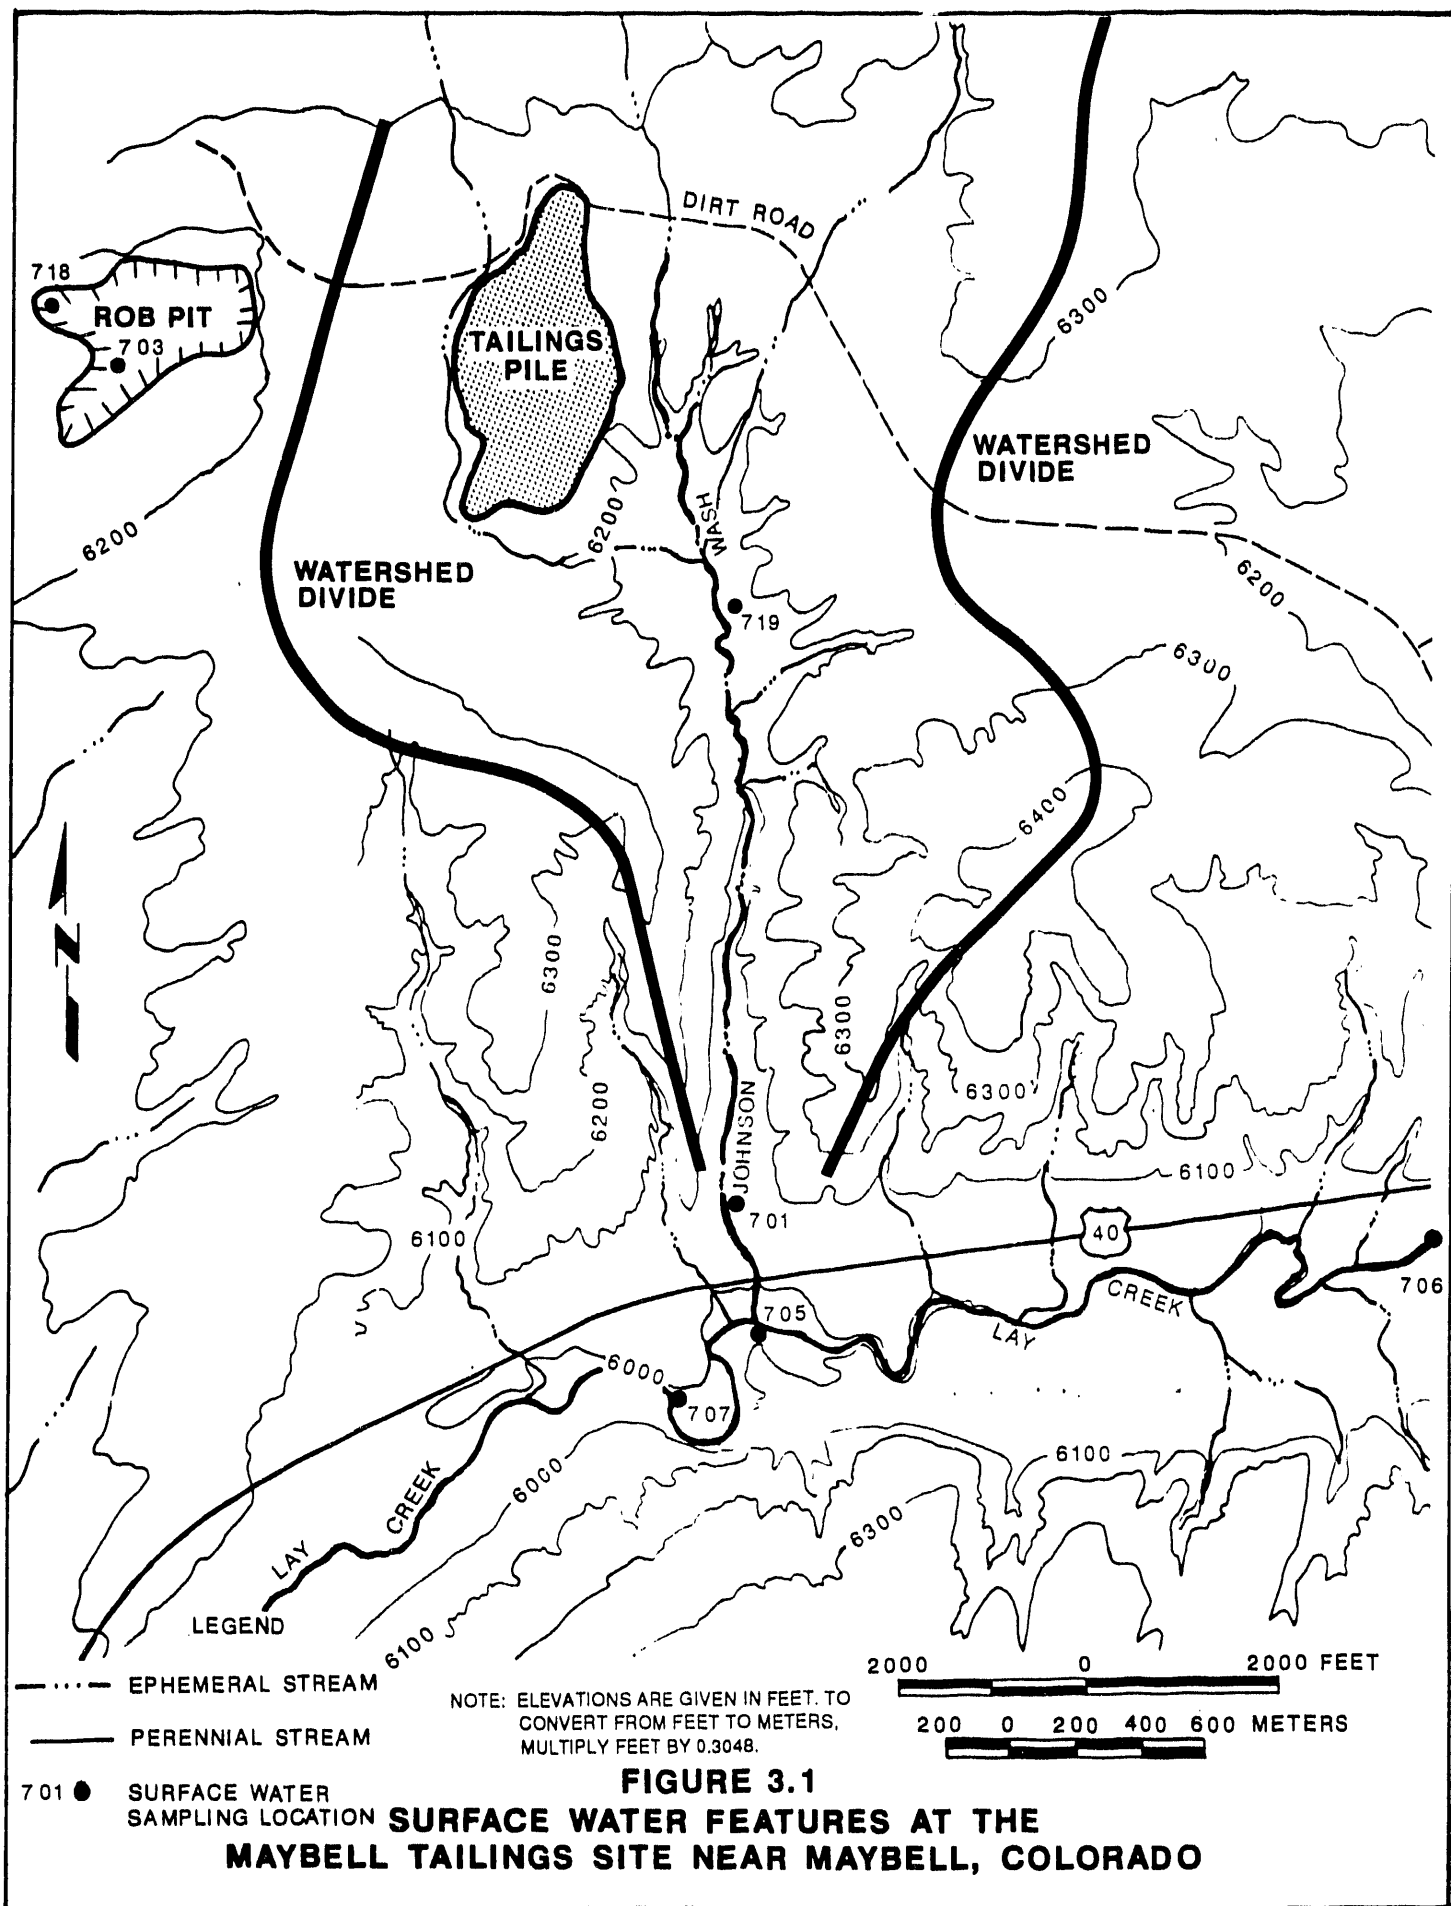 DIRT ROAD
718
ROB PIT
703
TAILINGS
PILE
6300
WATERSHED
DIVIDE
6200
6200
WASH
WATERSHED
DIVIDE
6200
719
6300
6400
6300
6300
6300
6200
JOHNSON
6100
701
6100
40
706
CREEK
705
LAY
6000
707
6100
6000
CREEK
6300
LAY
6100
LEGEND
EPHEMERAL STREAM
PERENNIAL STREAM
701
SURFACE WATER
SAMPLING LOCATION
NOTE: ELEVATIONS ARE GIVEN IN FEET. TO
CONVERT FROM FEET TO METERS,
MULTIPLY FEET BY 0.3048.
2000 0 2000 FEET
200 0 200 400 600 METERS
N
FIGURE 3.1
SURFACE WATER FEATURES AT THE
MAYBELL TAILINGS SITE NEAR MAYBELL, COLORADO